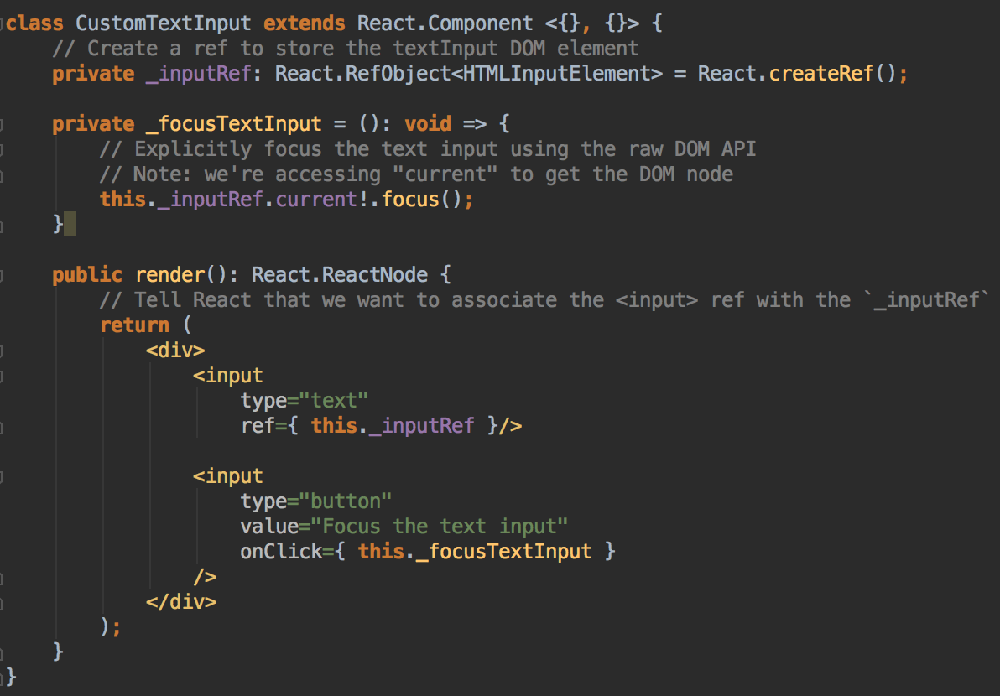 class CustomTextInput extends React.Component <{}, {}> {
    // Create a ref to store the textInput DOM element
    private _inputRef: React.RefObject<HTMLInputElement> = React.createRef();

    private _focusTextInput = (): void => {
        // Explicitly focus the text input using the raw DOM API
        // Note: we're accessing "current" to get the DOM node
        this._inputRef.current!.focus();
    }

    public render(): React.ReactNode {
        // Tell React that we want to associate the <input> ref with the `_inputRef`
        return (
            <div>
                <input
                    type="text"
                    ref={ this._inputRef }/>

                <input
                    type="button"
                    value="Focus the text input"
                    onClick={ this._focusTextInput }
                />
            </div>
        );
    }
}